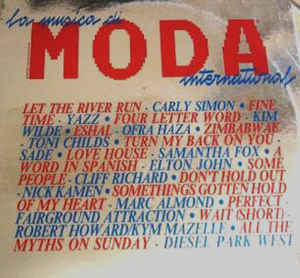 la musica di
MODA
international
LET THE RIVER RUN - CARLY SIMON • FINE
TIME - YAZZ • FOUR LETTER WORD - KIM
WILDE • ESHAL - OFRA HAZA • ZIMBABWAE
- TONI CHILDS • TURN MY BACK ON YOU -
SADE • LOVE HOUSE - SAMANTHA FOX • A
WORD IN SPANISH - ELTON JOHN • SOME
PEOPLE - CLIFF RICHARD • DON'T HOLD OUT
- NICK KAMEN • SOMETHINGS GOTTEN HOLD
OF MY HEART - MARC ALMOND • PERFECT -
FAIRGROUND ATTRACTION • WAIT (SHORT) -
ROBERT HOWARD/KYM MAZELLE • ALL THE
MYTHS ON SUNDAY - DIESEL PARK WEST